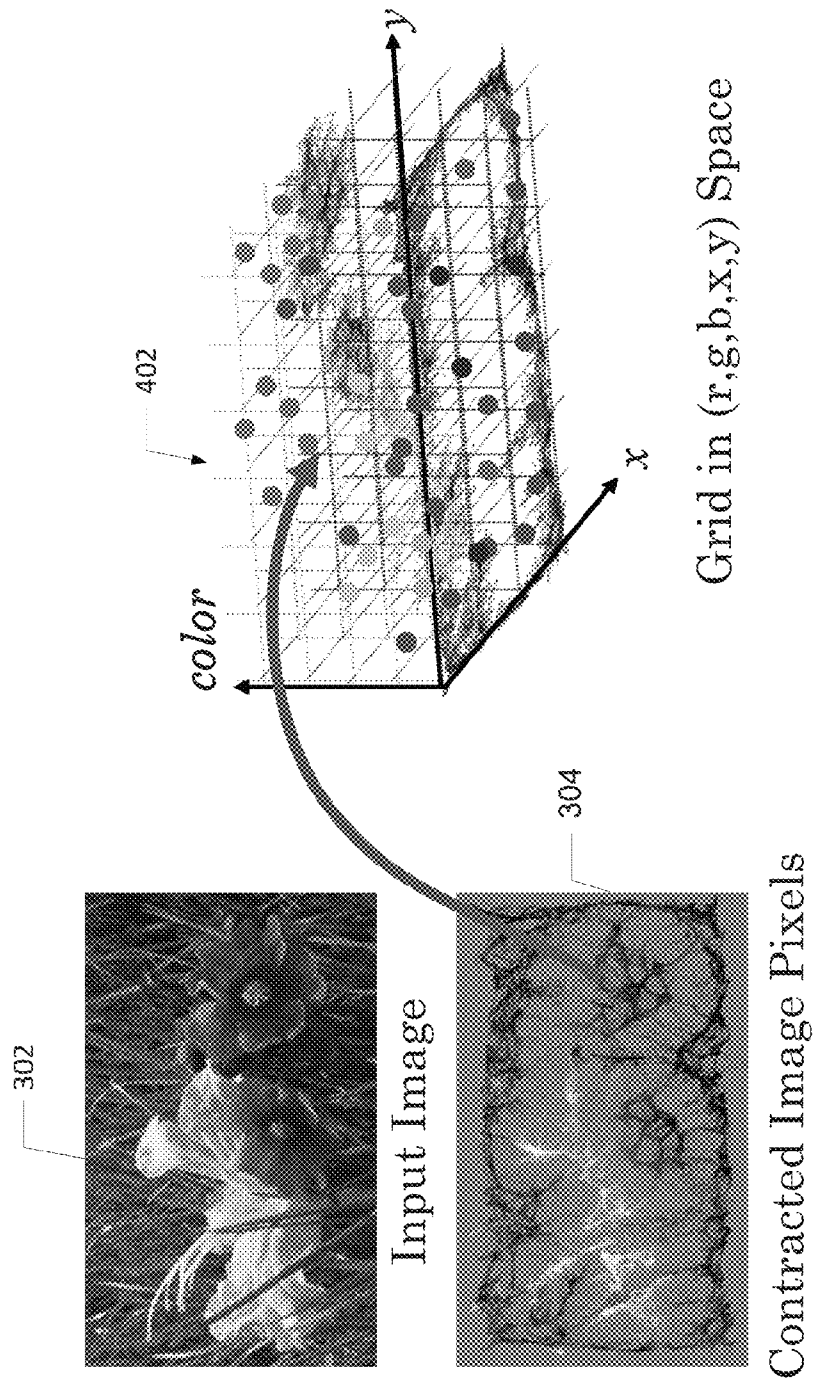 302
Input Image
304
Contracted Image Pixels
402
color
y
x
Grid in (r,g,b,x,y) Space